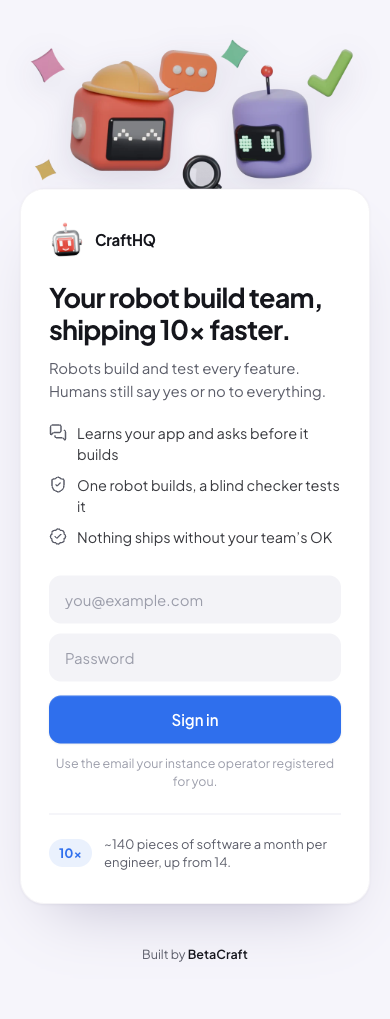 CraftHQ
Your robot build team,
shipping 10× faster.
Robots build and test every feature.
Humans still say yes or no to everything.
Learns your app and asks before it
builds
One robot builds, a blind checker tests
it
Nothing ships without your team’s OK
you@example.com
Password
Sign in
Use the email your instance operator registered
for you.
10×
~140 pieces of software a month per
engineer, up from 14.
Built by BetaCraft